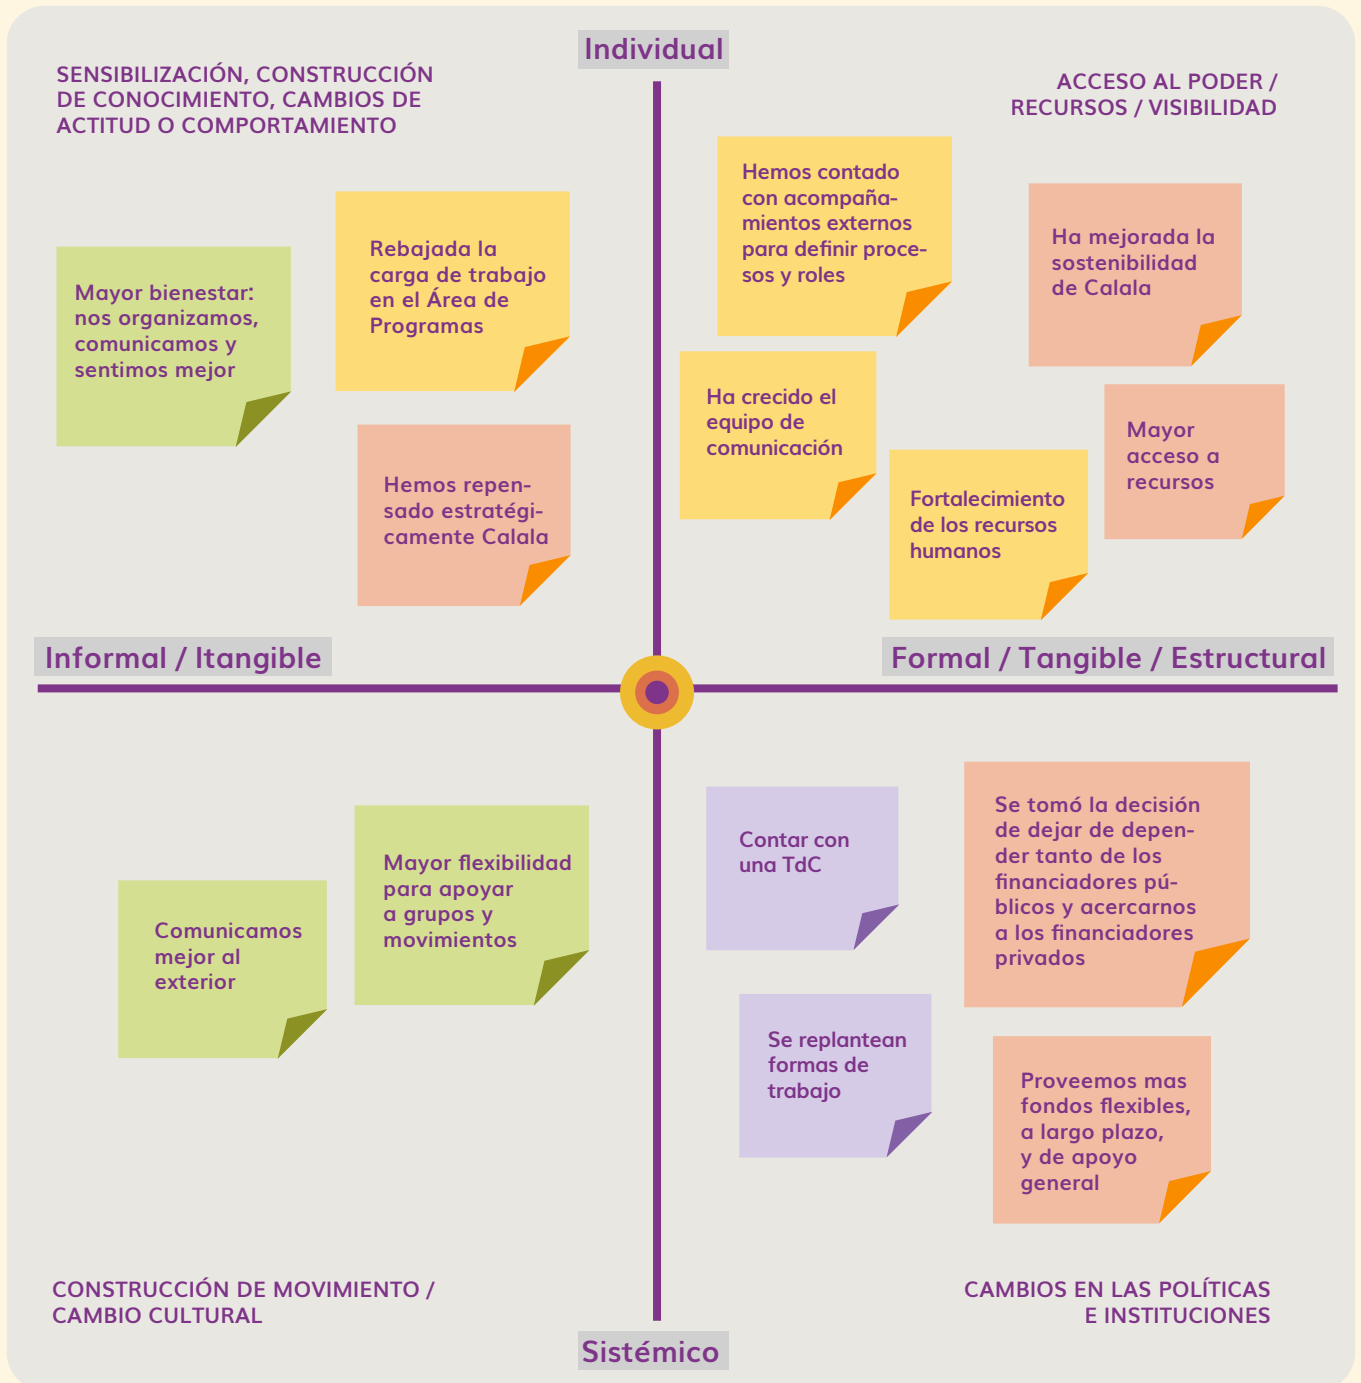 Individual
SENSIBILIZACIÓN, CONSTRUCCIÓN
DE CONOCIMIENTO, CAMBIOS DE
ACTITUD O COMPORTAMIENTO
ACCESO AL PODER /
RECURSOS / VISIBILIDAD
Mayor bienestar:
nos organizamos,
comunicamos y
sentimos mejor
Rebajada la
carga de trabajo
en el Área de
Programas
Hemos repen-
sado estratégi-
camente Calala
Hemos contado
con acompaña-
mientos externos
para definir proce-
sos y roles
Ha mejorada la
sostenibilidad
de Calala
Ha crecido el
equipo de
comunicación
Mayor
acceso a
recursos
Fortalecimiento
de los recursos
humanos
Informal / Itangible
Formal / Tangible / Estructural
Comunicamos
mejor al
exterior
Mayor flexibilidad
para apoyar
a grupos y
movimientos
Contar con
una TdC
Se tomó la decisión
de dejar de depen-
der tanto de los
financiadores pú-
blicos y acercarnos
a los financiadores
privados
Se replantean
formas de
trabajo
Proveemos mas
fondos flexibles,
a largo plazo,
y de apoyo
general
CONSTRUCCIÓN DE MOVIMIENTO /
CAMBIO CULTURAL
CAMBIOS EN LAS POLÍTICAS
E INSTITUCIONES
Sistémico